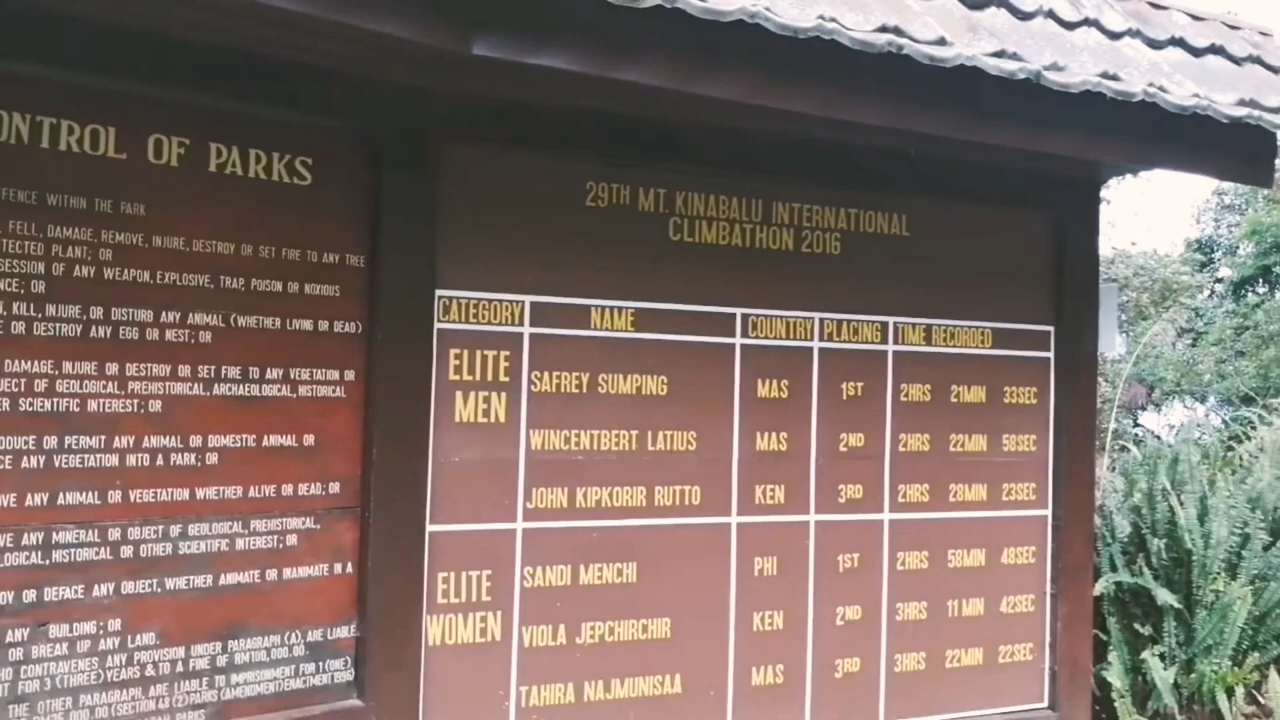 ONTROL OF PARKS
FFENCE WITHIN THE PARK
FELL, DAMAGE, REMOVE, INJURE, DESTROY OR SET FIRE TO ANY TREE
TECTED PLANT; OR
SESSION OF ANY WEAPON, EXPLOSIVE, TRAP, POISON OR NOXIOUS
NCE; OR
KILL, INJURE, OR DISTURB ANY ANIMAL (WHETHER LIVING OR DEAD)
E OR DESTROY ANY EGG OR NEST; OR
DAMAGE, INJURE OR DESTROY OR SET FIRE TO ANY VEGETATION OR
JECT OF GEOLOGICAL, PREHISTORICAL, ARCHAEOLOGICAL, HISTORICAL
ER SCIENTIFIC INTEREST; OR
ODUCE OR PERMIT ANY ANIMAL OR DOMESTIC ANIMAL OR
CE ANY VEGETATION INTO A PARK; OR
OVE ANY ANIMAL OR VEGETATION WHETHER ALIVE OR DEAD; OR
VE ANY MINERAL OR OBJECT OF GEOLOGICAL, PREHISTORICAL,
LOGICAL, HISTORICAL OR OTHER SCIENTIFIC INTEREST; OR
OY OR DEFACE ANY OBJECT, WHETHER ANIMATE OR INANIMATE IN A
ANY BUILDING; OR
OR BREAK UP ANY LAND.
HO CONTRAVENES ANY PROVISION UNDER PARAGRAPH (A), ARE LIABLE
T FOR 3 (THREE) YEARS & TO A FINE OF RM100,000.00.
THE OTHER PARAGRAPH, ARE LIABLE TO IMPRISONMENT FOR 1 (ONE)
(SECTION 48 (2) PARKS (AMENDMENT) ENACTMENT 1996)
PARKS
29TH MT. KINABALU INTERNATIONAL
CLIMBATHON 2016
CATEGORY NAME COUNTRY PLACING TIME RECORDED
ELITE MEN
SAFREY SUMPING MAS 1ST 2HRS 21MIN 33SEC
WINCENTBERT LATIUS MAS 2ND 2HRS 22MIN 58SEC
JOHN KIPKORIR RUTTO KEN 3RD 2HRS 28MIN 23SEC
ELITE WOMEN
SANDI MENCHI PHI 1ST 2HRS 58MIN 48SEC
VIOLA JEPCHIRCHIR KEN 2ND 3HRS 11MIN 42SEC
TAHIRA NAJMUNISAA MAS 3RD 3HRS 22MIN 22SEC